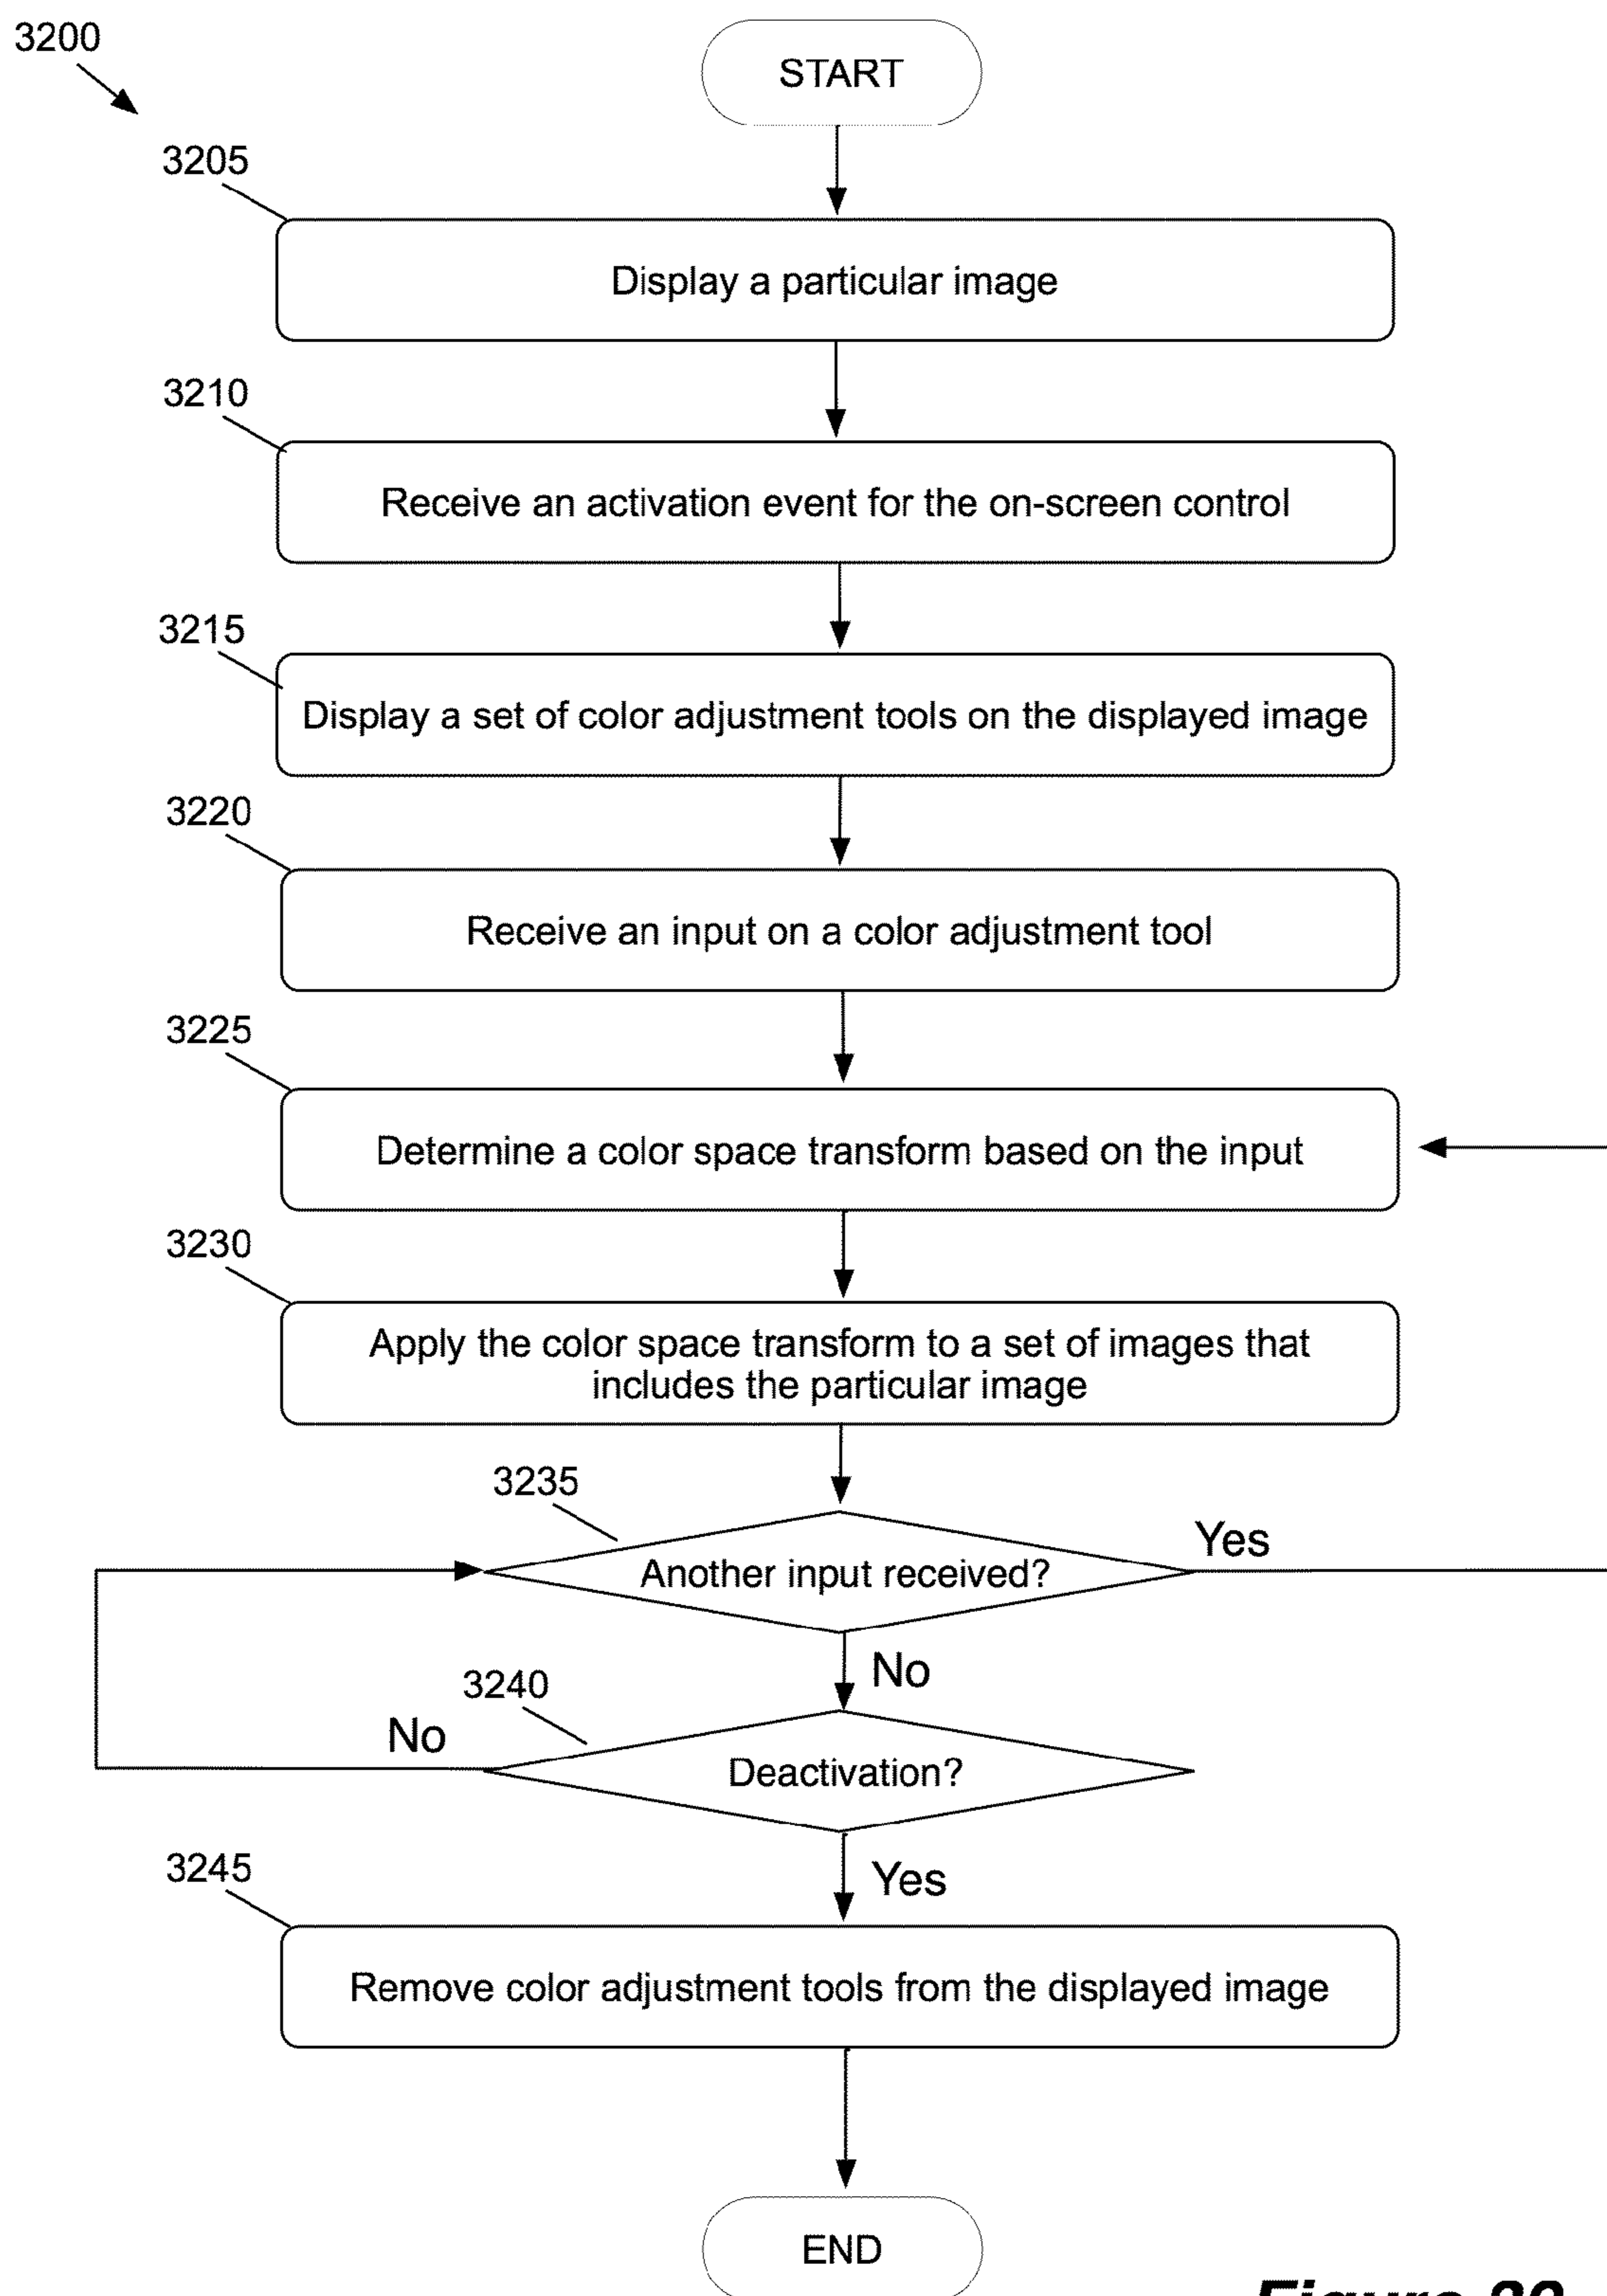 3200
START
3205
Display a particular image
3210
Receive an activation event for the on-screen control
3215
Display a set of color adjustment tools on the displayed image
3220
Receive an input on a color adjustment tool
3225
Determine a color space transform based on the input
3230
Apply the color space transform to a set of images that
includes the particular image
3235
Another input received?
Yes
No
3240
No
Deactivation?
Yes
3245
Remove color adjustment tools from the displayed image
END
Figure